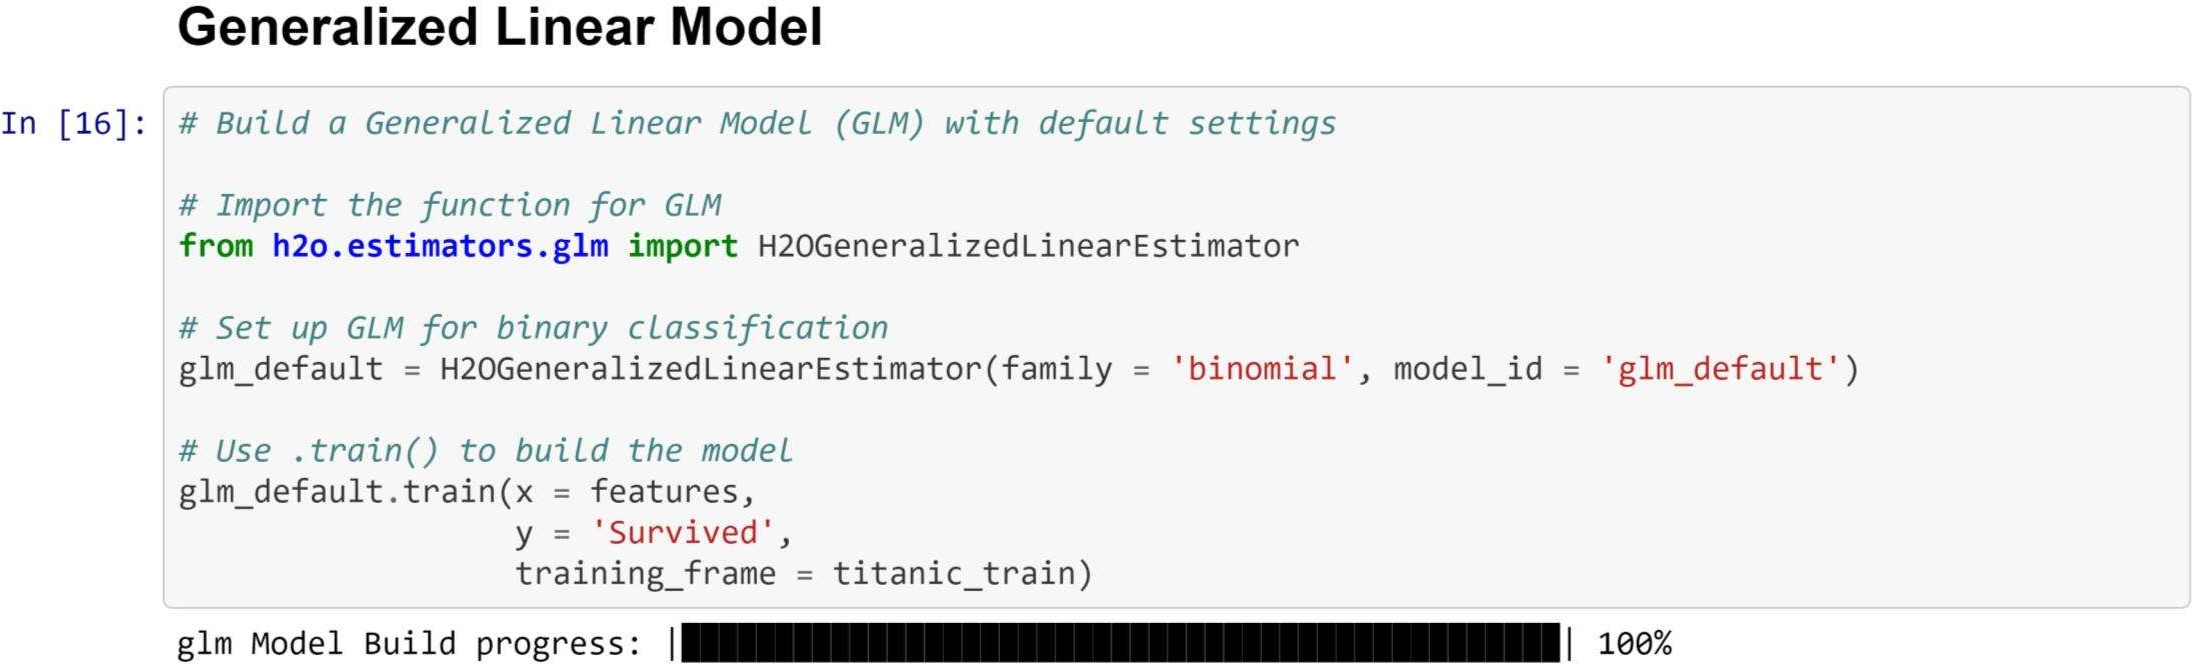 Generalized Linear Model
In [16]: # Build a Generalized Linear Model (GLM) with default settings
# Import the function for GLM
from h2o.estimators.glm import H2OGeneralizedLinearEstimator
# Set up GLM for binary classification
glm_default = H2OGeneralizedLinearEstimator(family = 'binomial', model_id = 'glm_default')
# Use .train() to build the model
glm_default.train(x = features,
y = 'Survived',
training_frame = titanic_train)
glm Model Build progress: |██████████████████████████████████████████████| 100%